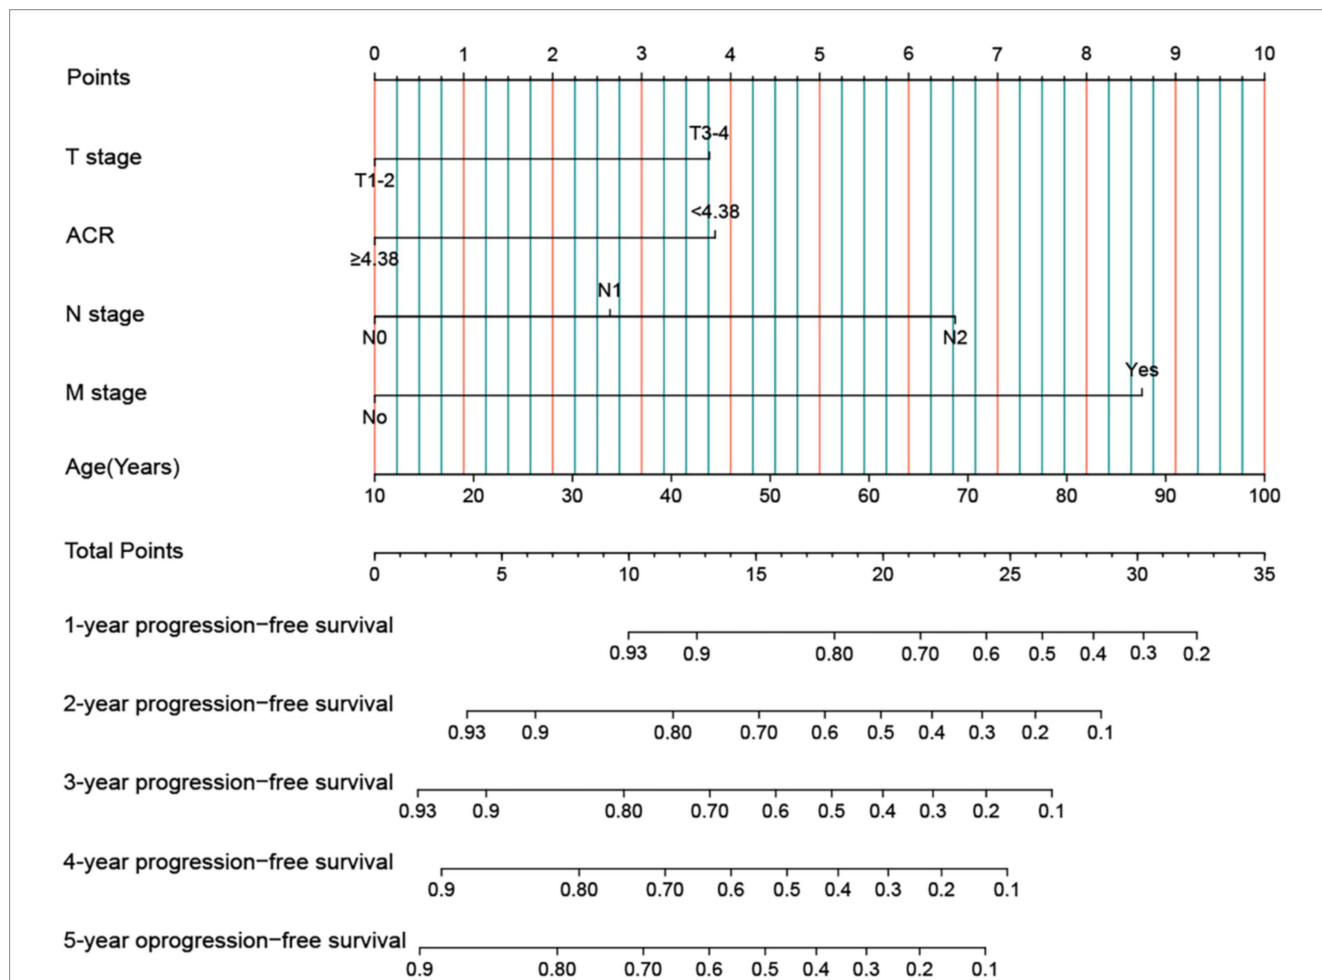 0 1 2 3 4 5 6 7 8 9 10
Points
T3-4
T stage
T1-2
<4.38
ACR
≥4.38
N1
N stage
N0 N2
Yes
M stage
No
Age(Years)
10 20 30 40 50 60 70 80 90 100
Total Points
0 5 10 15 20 25 30 35
1-year progression−free survival
0.93 0.9 0.80 0.70 0.6 0.5 0.4 0.3 0.2
2-year progression−free survival
0.93 0.9 0.80 0.70 0.6 0.5 0.4 0.3 0.2 0.1
3-year progression−free survival
0.93 0.9 0.80 0.70 0.6 0.5 0.4 0.3 0.2 0.1
4-year progression−free survival
0.9 0.80 0.70 0.6 0.5 0.4 0.3 0.2 0.1
5-year oprogression−free survival
0.9 0.80 0.70 0.6 0.5 0.4 0.3 0.2 0.1